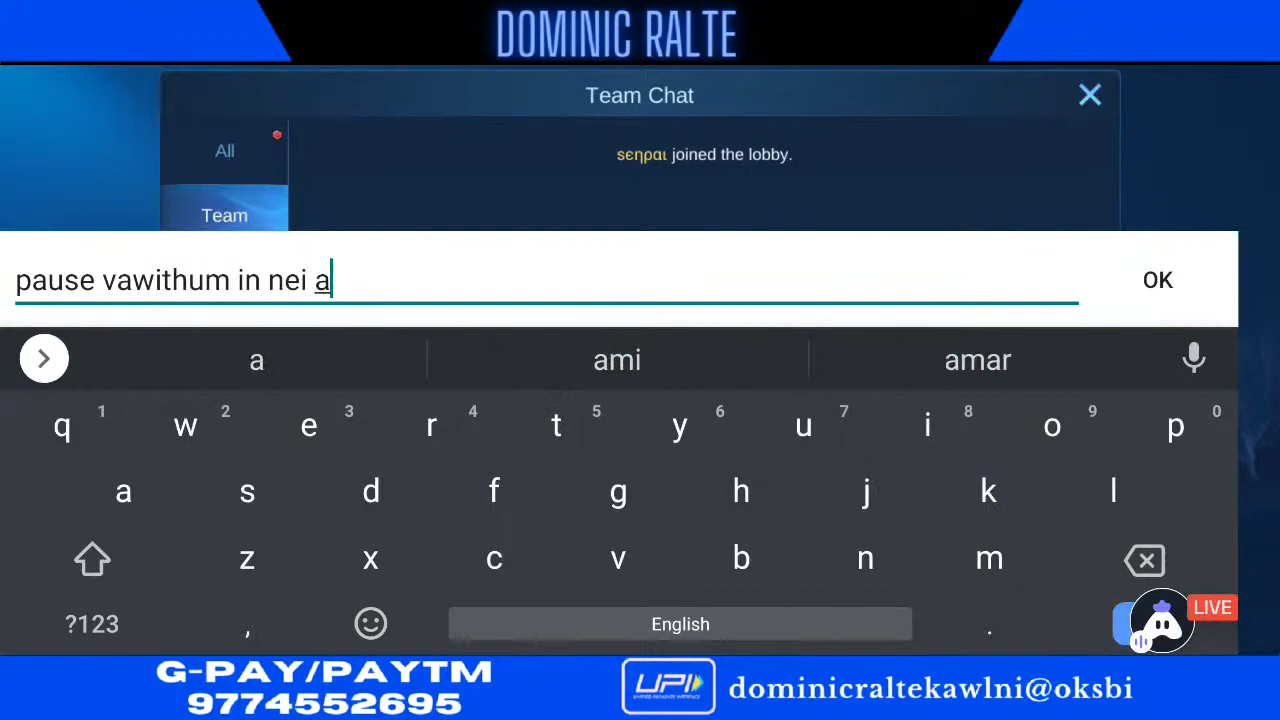 DOMINIC RALTE
Team Chat
All
sєηραι joined the lobby.
Team
pause vawithum in nei a
OK
a ami amar
1 2 3 4 5 6 7 8 9 0
q w e r t y u i o p
a s d f g h j k l
z x c v b n m
?123 , English .
LIVE
G-PAY/PAYTM
9774552695
UPI
dominicraltekawlni@oksbi